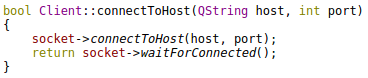 bool Client::connectToHost(QString host, int port)
{
    socket->connectToHost(host, port);
    return socket->waitForConnected();
}